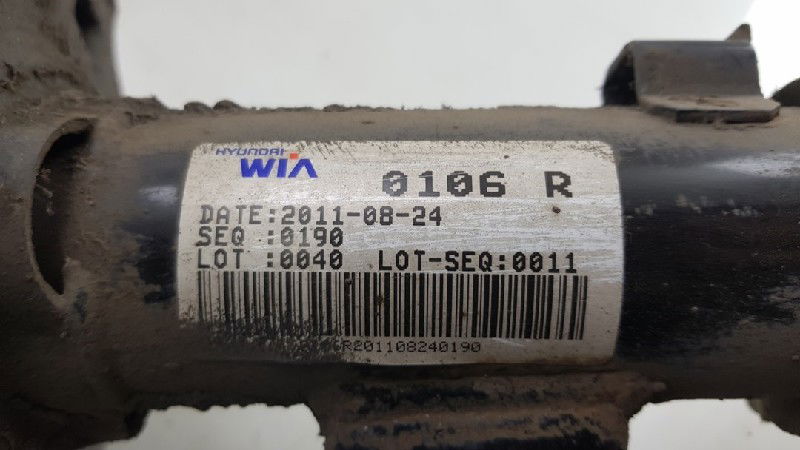 HYUNDAI
WIA
0106 R
DATE:2011-08-24
SEQ :0190
LOT :0040 LOT-SEQ:0011
R201108240190